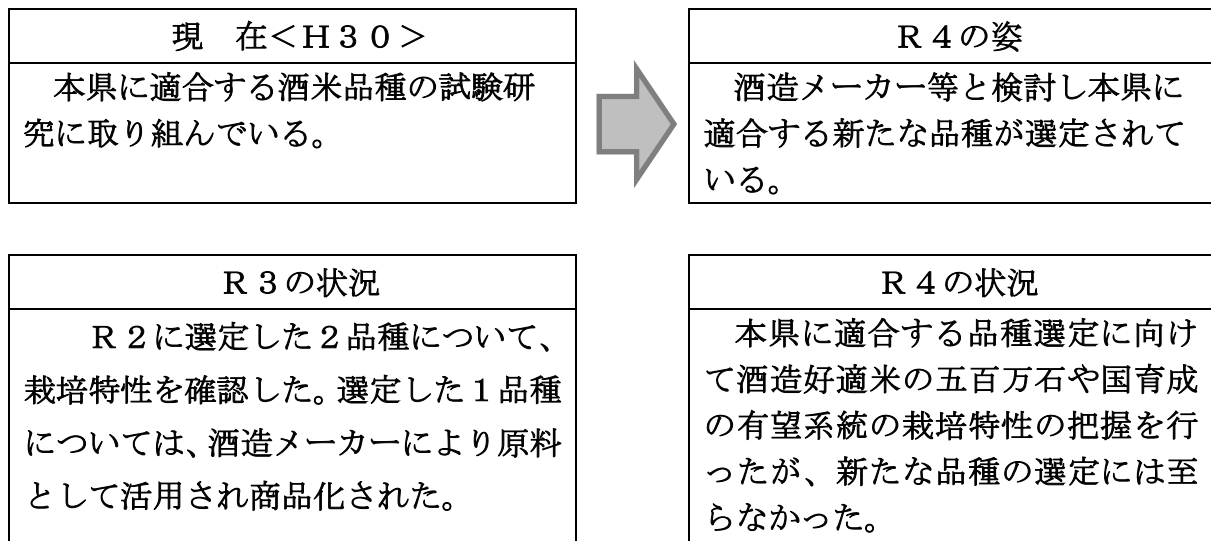 現　在＜Ｈ３０＞
本県に適合する酒米品種の試験研
究に取り組んでいる。
Ｒ４の姿
酒造メーカー等と検討し本県に
適合する新たな品種が選定されて
いる。
Ｒ３の状況
Ｒ２に選定した２品種について、
栽培特性を確認した。選定した１品種
については、酒造メーカーにより原料
として活用され商品化された。
Ｒ４の状況
本県に適合する品種選定に向け
て酒造好適米の五百万石や国育成
の有望系統の栽培特性の把握を行
ったが、新たな品種の選定には至
らなかった。